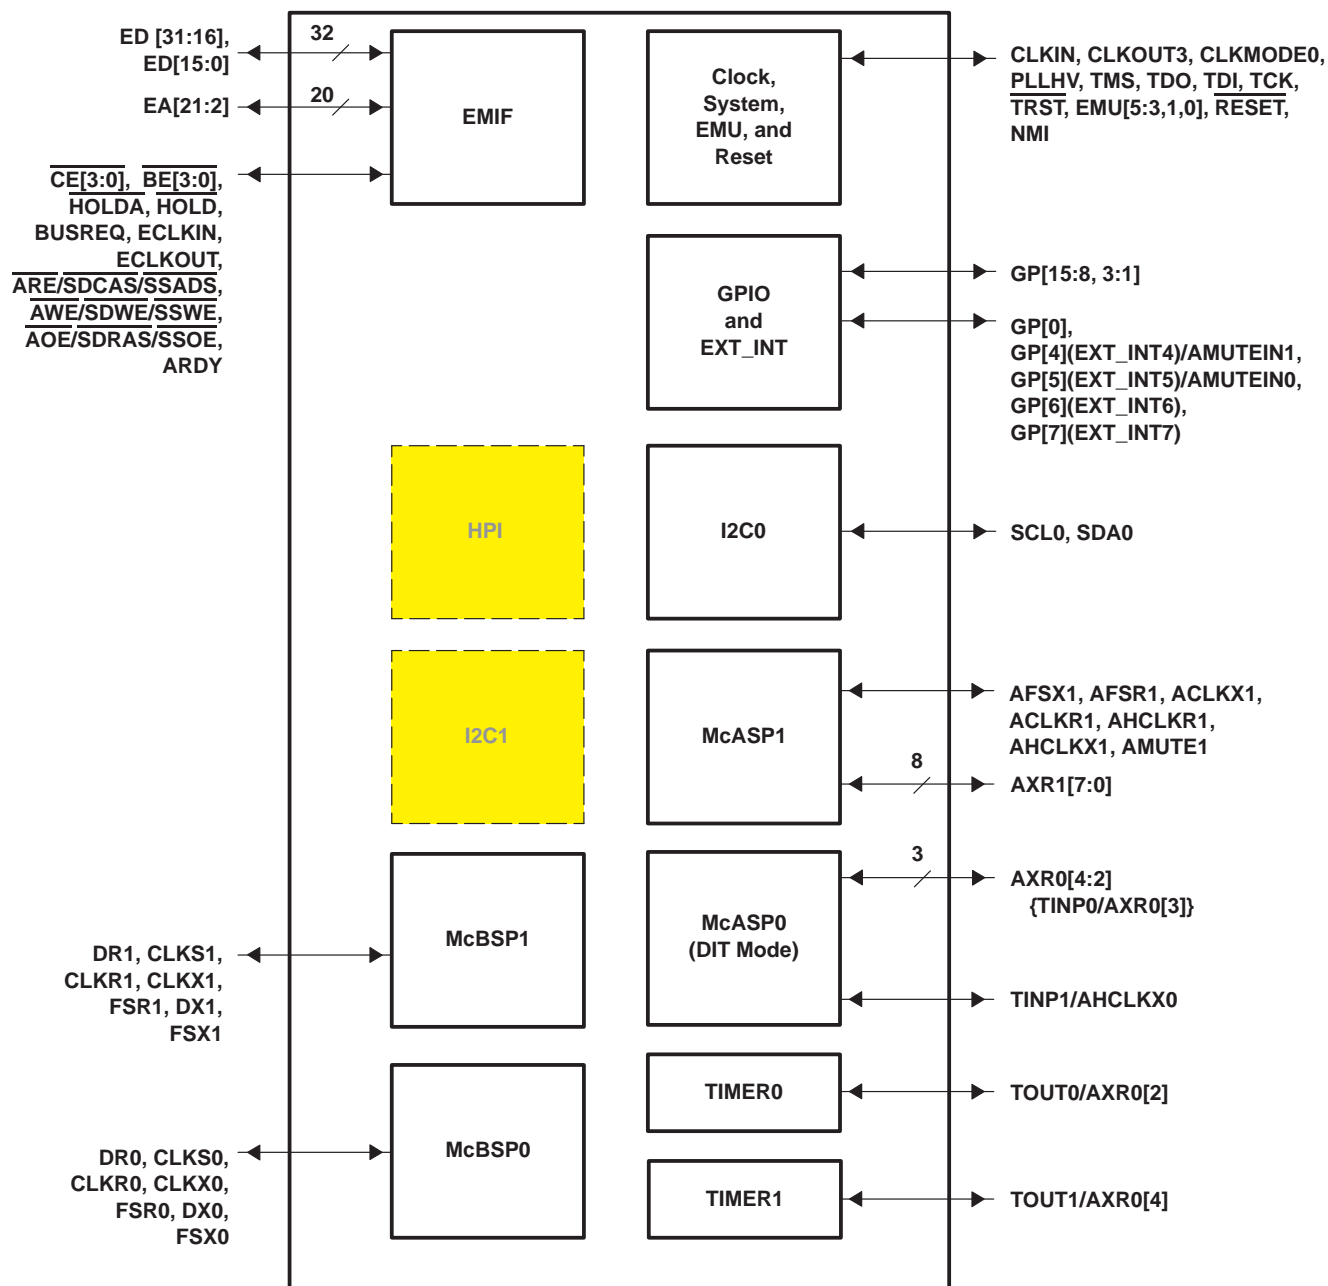 ED [31:16],
ED[15:0]
32
EA[21:2]
20
CE[3:0], BE[3:0],
HOLDA, HOLD,
BUSREQ, ECLKIN,
ECLKOUT,
ARE/SDCAS/SSADS,
AWE/SDWE/SSWE,
AOE/SDRAS/SSOE,
ARDY
EMIF
Clock,
System,
EMU, and
Reset
CLKIN, CLKOUT3, CLKMODE0,
PLLHV, TMS, TDO, TDI, TCK,
TRST, EMU[5:3,1,0], RESET,
NMI
GPIO
and
EXT_INT
GP[15:8, 3:1]
GP[0],
GP[4](EXT_INT4)/AMUTEIN1,
GP[5](EXT_INT5)/AMUTEIN0,
GP[6](EXT_INT6),
GP[7](EXT_INT7)
HPI
I2C0
SCL0, SDA0
I2C1
McASP1
AFSX1, AFSR1, ACLKX1,
ACLKR1, AHCLKR1,
AHCLKX1, AMUTE1
8
AXR1[7:0]
DR1, CLKS1,
CLKR1, CLKX1,
FSR1, DX1,
FSX1
McBSP1
McASP0
(DIT Mode)
3
AXR0[4:2]
{TINP0/AXR0[3]}
TINP1/AHCLKX0
DR0, CLKS0,
CLKR0, CLKX0,
FSR0, DX0,
FSX0
McBSP0
TIMER0
TOUT0/AXR0[2]
TIMER1
TOUT1/AXR0[4]